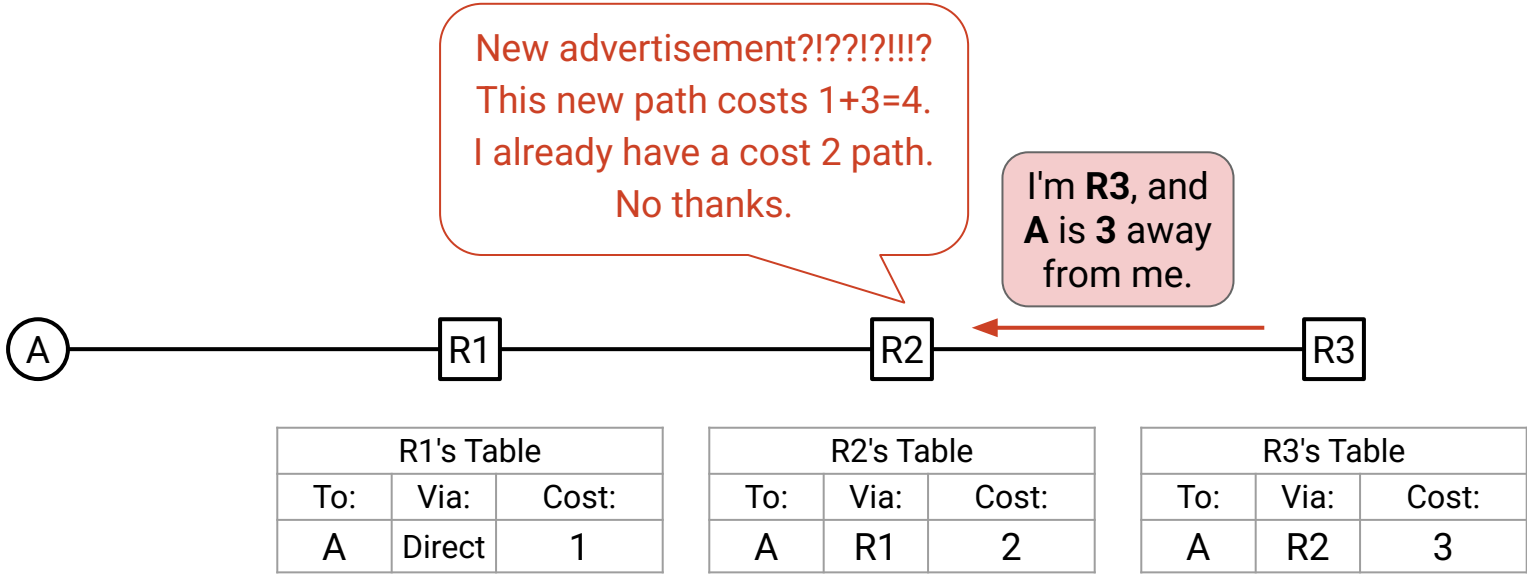 New advertisement?!??!?!!!?
This new path costs 1+3=4.
I already have a cost 2 path.
No thanks.
I'm R3, and
A is 3 away
from me.
A
R1
R2
R3
R1's Table
To: Via: Cost:
A Direct 1
R2's Table
To: Via: Cost:
A R1 2
R3's Table
To: Via: Cost:
A R2 3